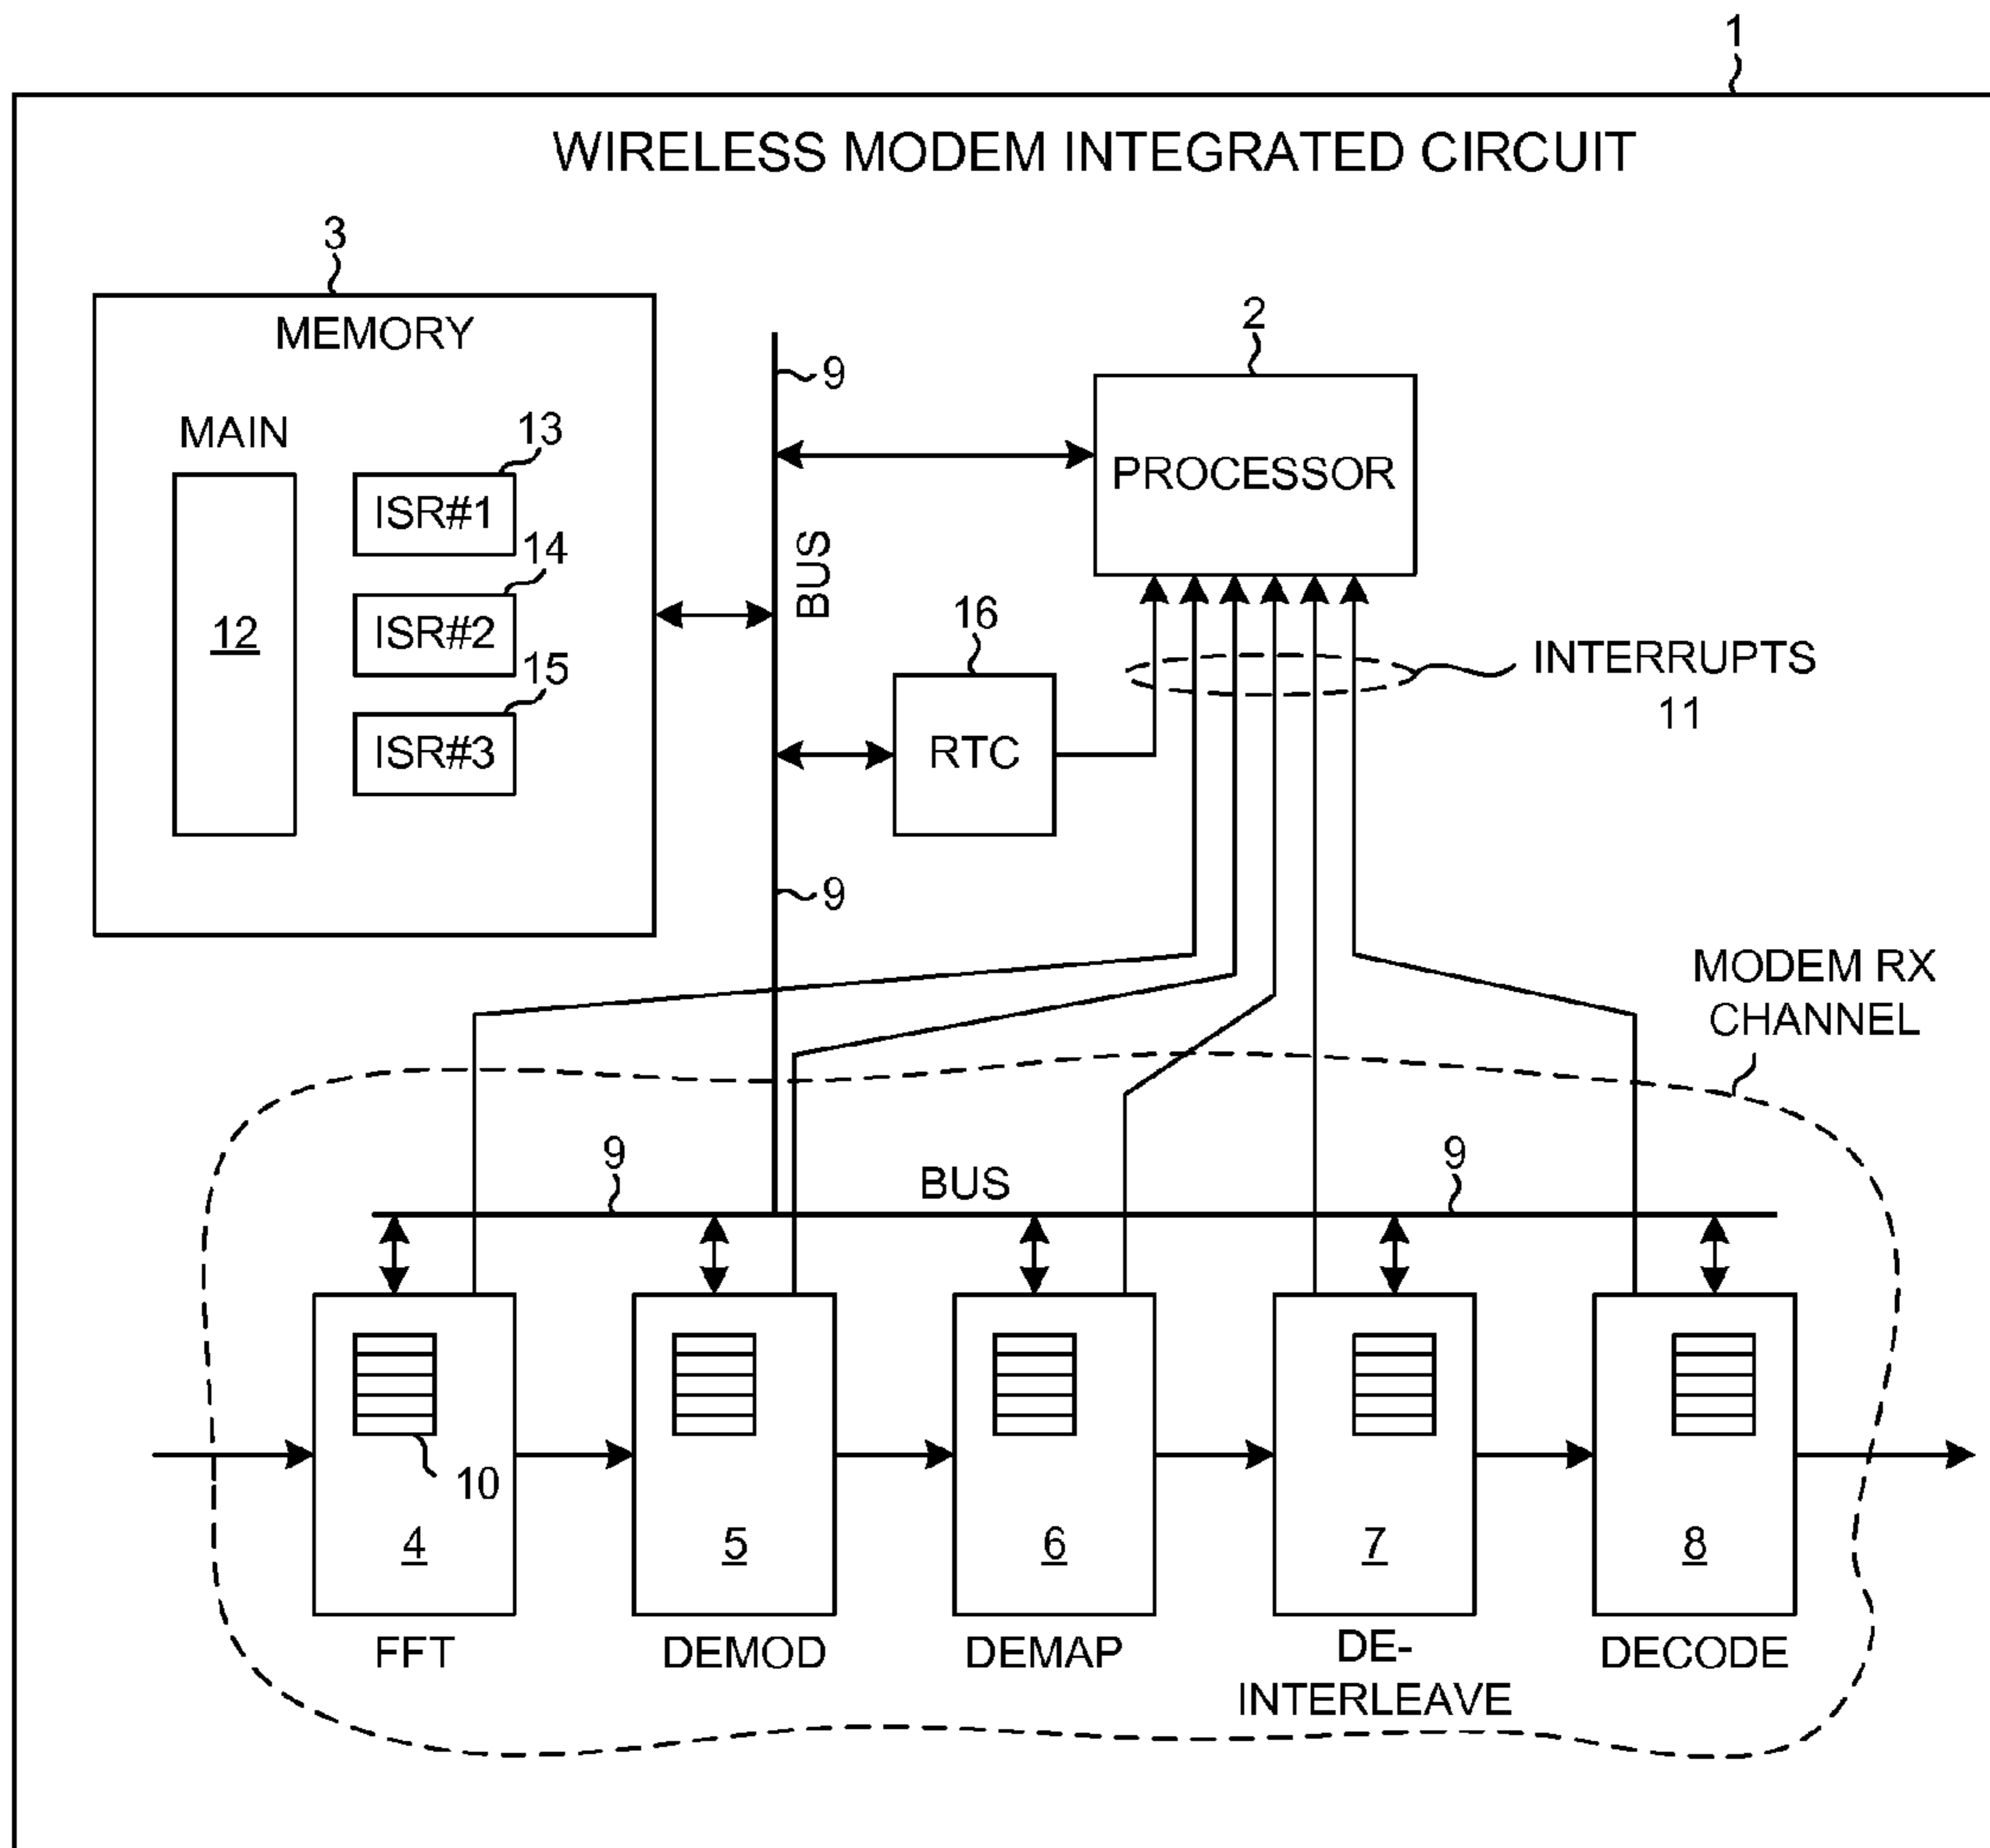 1
WIRELESS MODEM INTEGRATED CIRCUIT
3
MEMORY
MAIN
12
13
ISR#1
14
ISR#2
15
ISR#3
9
BUS
9
2
PROCESSOR
16
RTC
INTERRUPTS
11
MODEM RX
CHANNEL
9
BUS
9
10
4
5
6
7
8
FFT
DEMOD
DEMAP
DE-
INTERLEAVE
DECODE